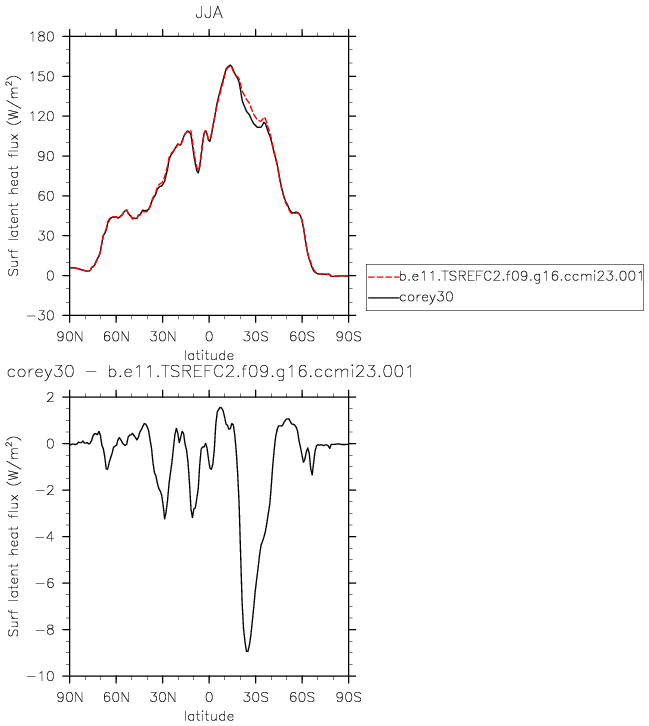 JJA
180
150
120
90
60
30
0
−30
Surf latent heat flux (W/m²)
90N 60N 30N 0 30S 60S 90S
latitude
b.e11.TSREFC2.f09.g16.ccmi23.001
corey30
corey30 − b.e11.TSREFC2.f09.g16.ccmi23.001
2
0
−2
−4
−6
−8
−10
Surf latent heat flux (W/m²)
90N 60N 30N 0 30S 60S 90S
latitude